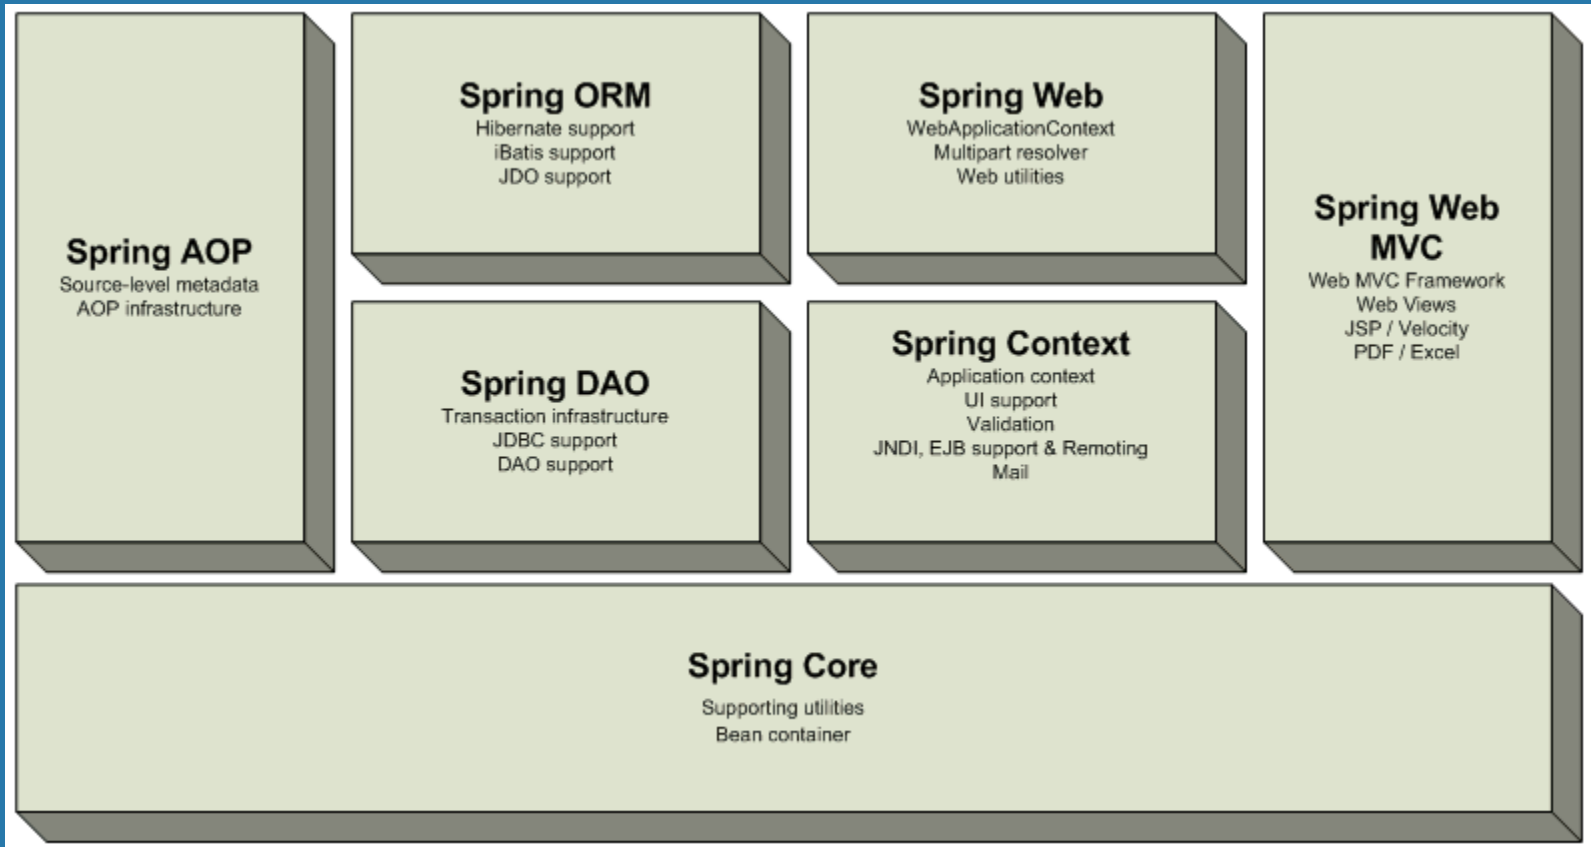 Spring AOP
Source-level metadata
AOP infrastructure
Spring ORM
Hibernate support
iBatis support
JDO support
Spring Web
WebApplicationContext
Multipart resolver
Web utilities
Spring DAO
Transaction infrastructure
JDBC support
DAO support
Spring Context
Application context
UI support
Validation
JNDI, EJB support & Remoting
Mail
Spring Web
MVC
Web MVC Framework
Web Views
JSP / Velocity
PDF / Excel
Spring Core
Supporting utilities
Bean container